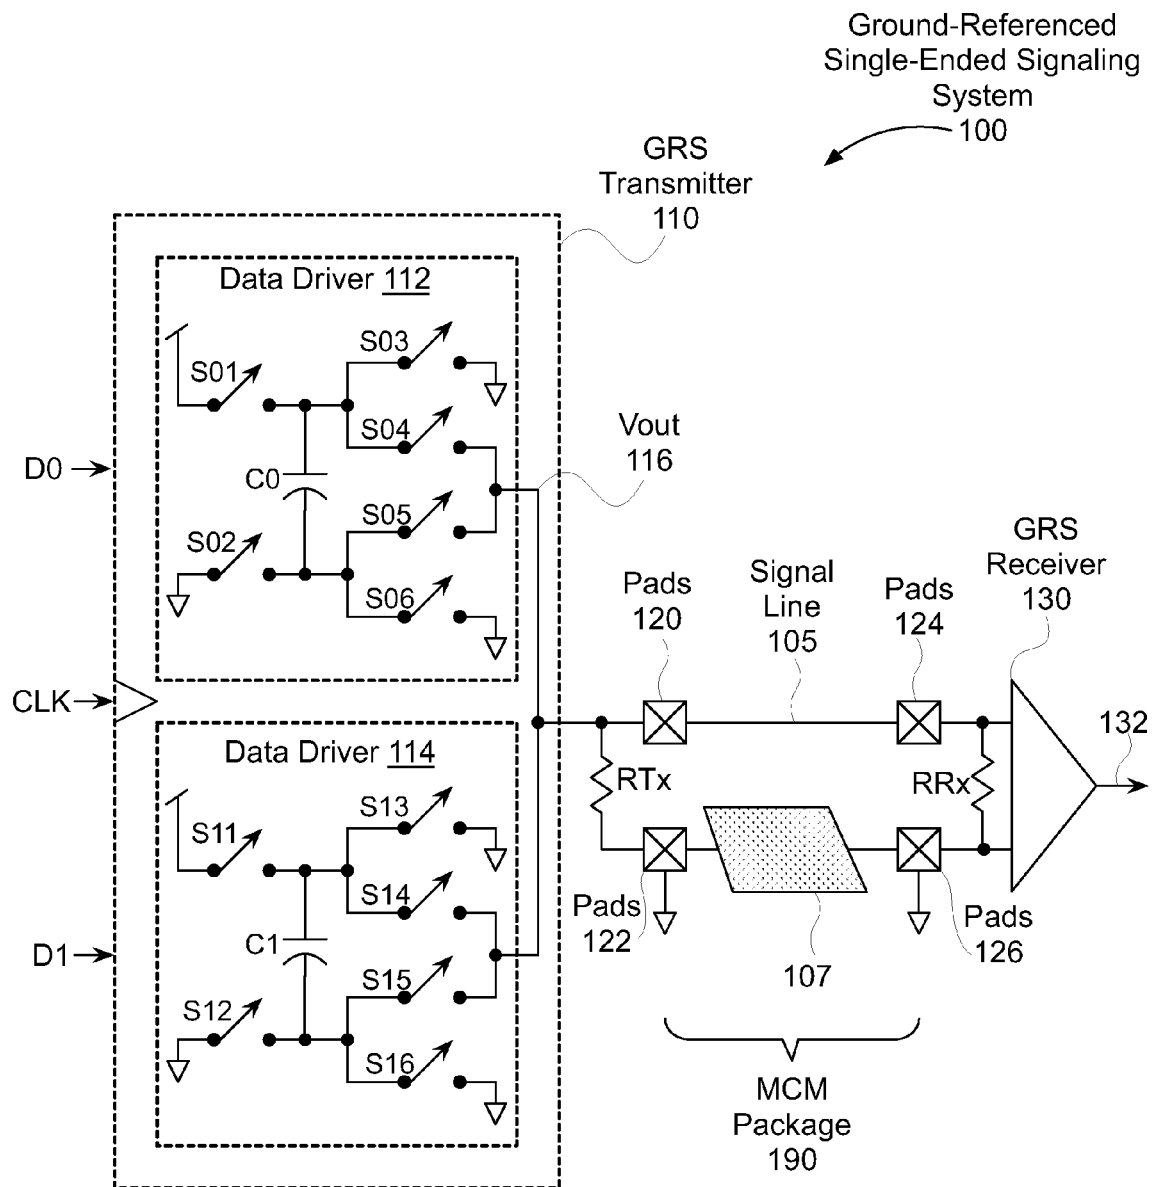 Ground-Referenced
Single-Ended Signaling
System
100
GRS
Transmitter
110
Data Driver 112
S01
S03
S04
C0
S05
S02
S06
D0
Vout
116
CLK
Data Driver 114
S11
S13
S14
C1
S15
S12
S16
D1
Pads
120
Signal
Line
105
Pads
124
GRS
Receiver
130
132
RTx
RRx
Pads
122
107
Pads
126
MCM
Package
190